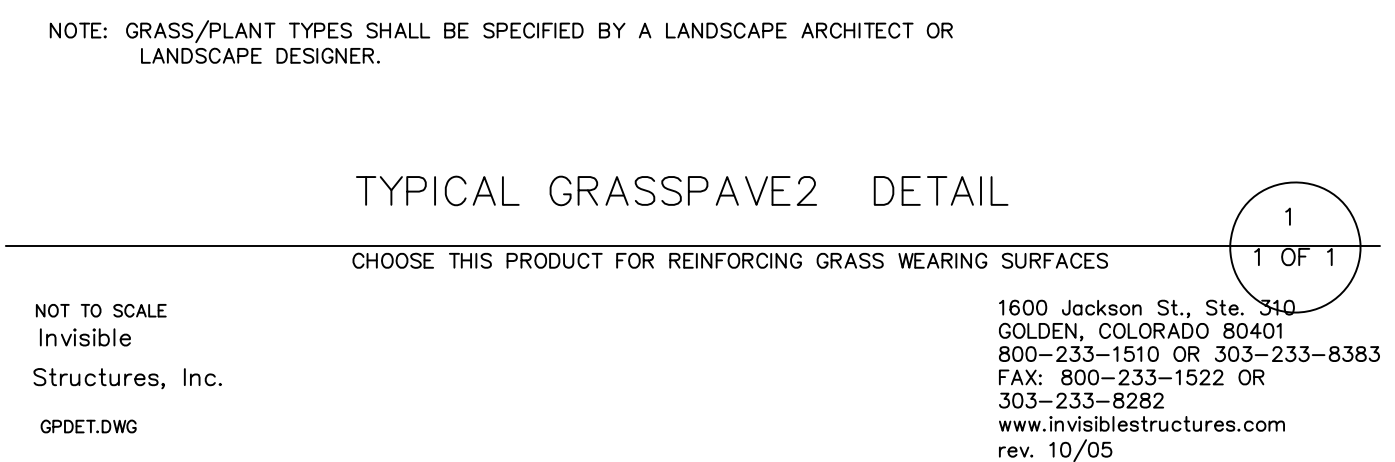 NOTE: GRASS/PLANT TYPES SHALL BE SPECIFIED BY A LANDSCAPE ARCHITECT OR
LANDSCAPE DESIGNER.
TYPICAL GRASSPAVE2 DETAIL
1
1 OF 1
CHOOSE THIS PRODUCT FOR REINFORCING GRASS WEARING SURFACES
NOT TO SCALE
Invisible
Structures, Inc.
GPDET.DWG
1600 Jackson St., Ste. 310
GOLDEN, COLORADO 80401
800-233-1510 OR 303-233-8383
FAX: 800-233-1522 OR
303-233-8282
www.invisiblestructures.com
rev. 10/05